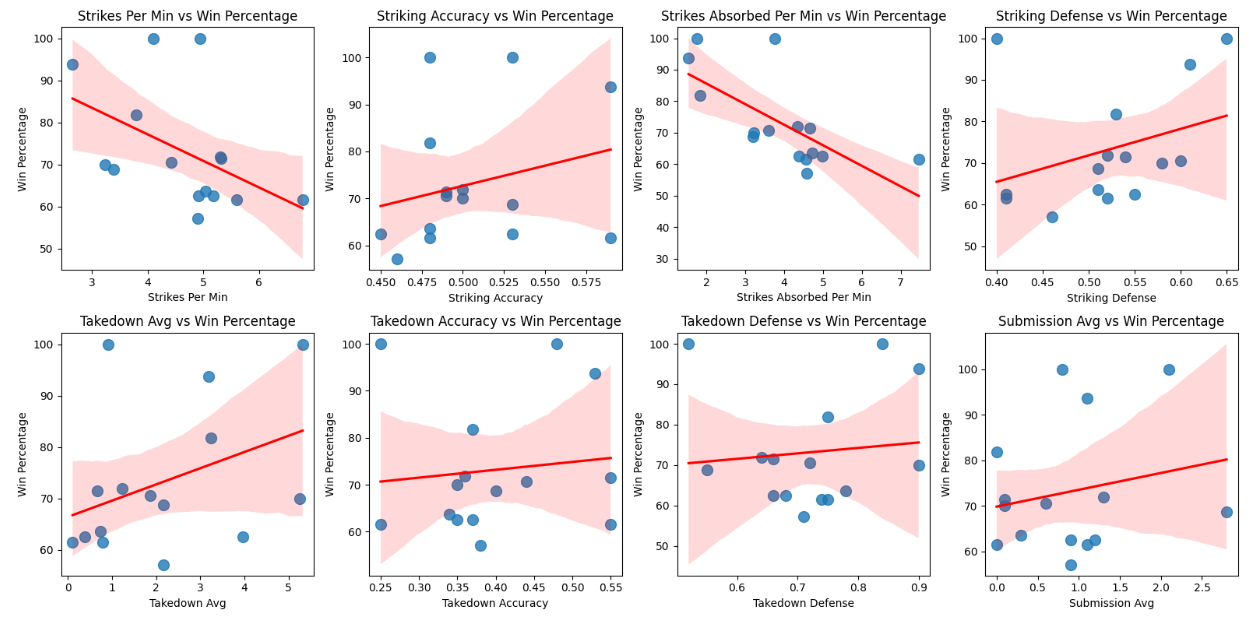 Strikes Per Min vs Win Percentage
Win Percentage
100
90
80
70
60
50
3 4 5 6
Strikes Per Min
Striking Accuracy vs Win Percentage
Win Percentage
100
90
80
70
60
0.450 0.475 0.500 0.525 0.550 0.575
Striking Accuracy
Strikes Absorbed Per Min vs Win Percentage
Win Percentage
100
90
80
70
60
50
40
30
2 3 4 5 6 7
Strikes Absorbed Per Min
Striking Defense vs Win Percentage
Win Percentage
100
90
80
70
60
50
0.40 0.45 0.50 0.55 0.60 0.65
Striking Defense
Takedown Avg vs Win Percentage
Win Percentage
100
90
80
70
60
0 1 2 3 4 5
Takedown Avg
Takedown Accuracy vs Win Percentage
Win Percentage
100
90
80
70
60
0.25 0.30 0.35 0.40 0.45 0.50 0.55
Takedown Accuracy
Takedown Defense vs Win Percentage
Win Percentage
100
90
80
70
60
50
0.6 0.7 0.8 0.9
Takedown Defense
Submission Avg vs Win Percentage
Win Percentage
100
90
80
70
60
0.0 0.5 1.0 1.5 2.0 2.5
Submission Avg